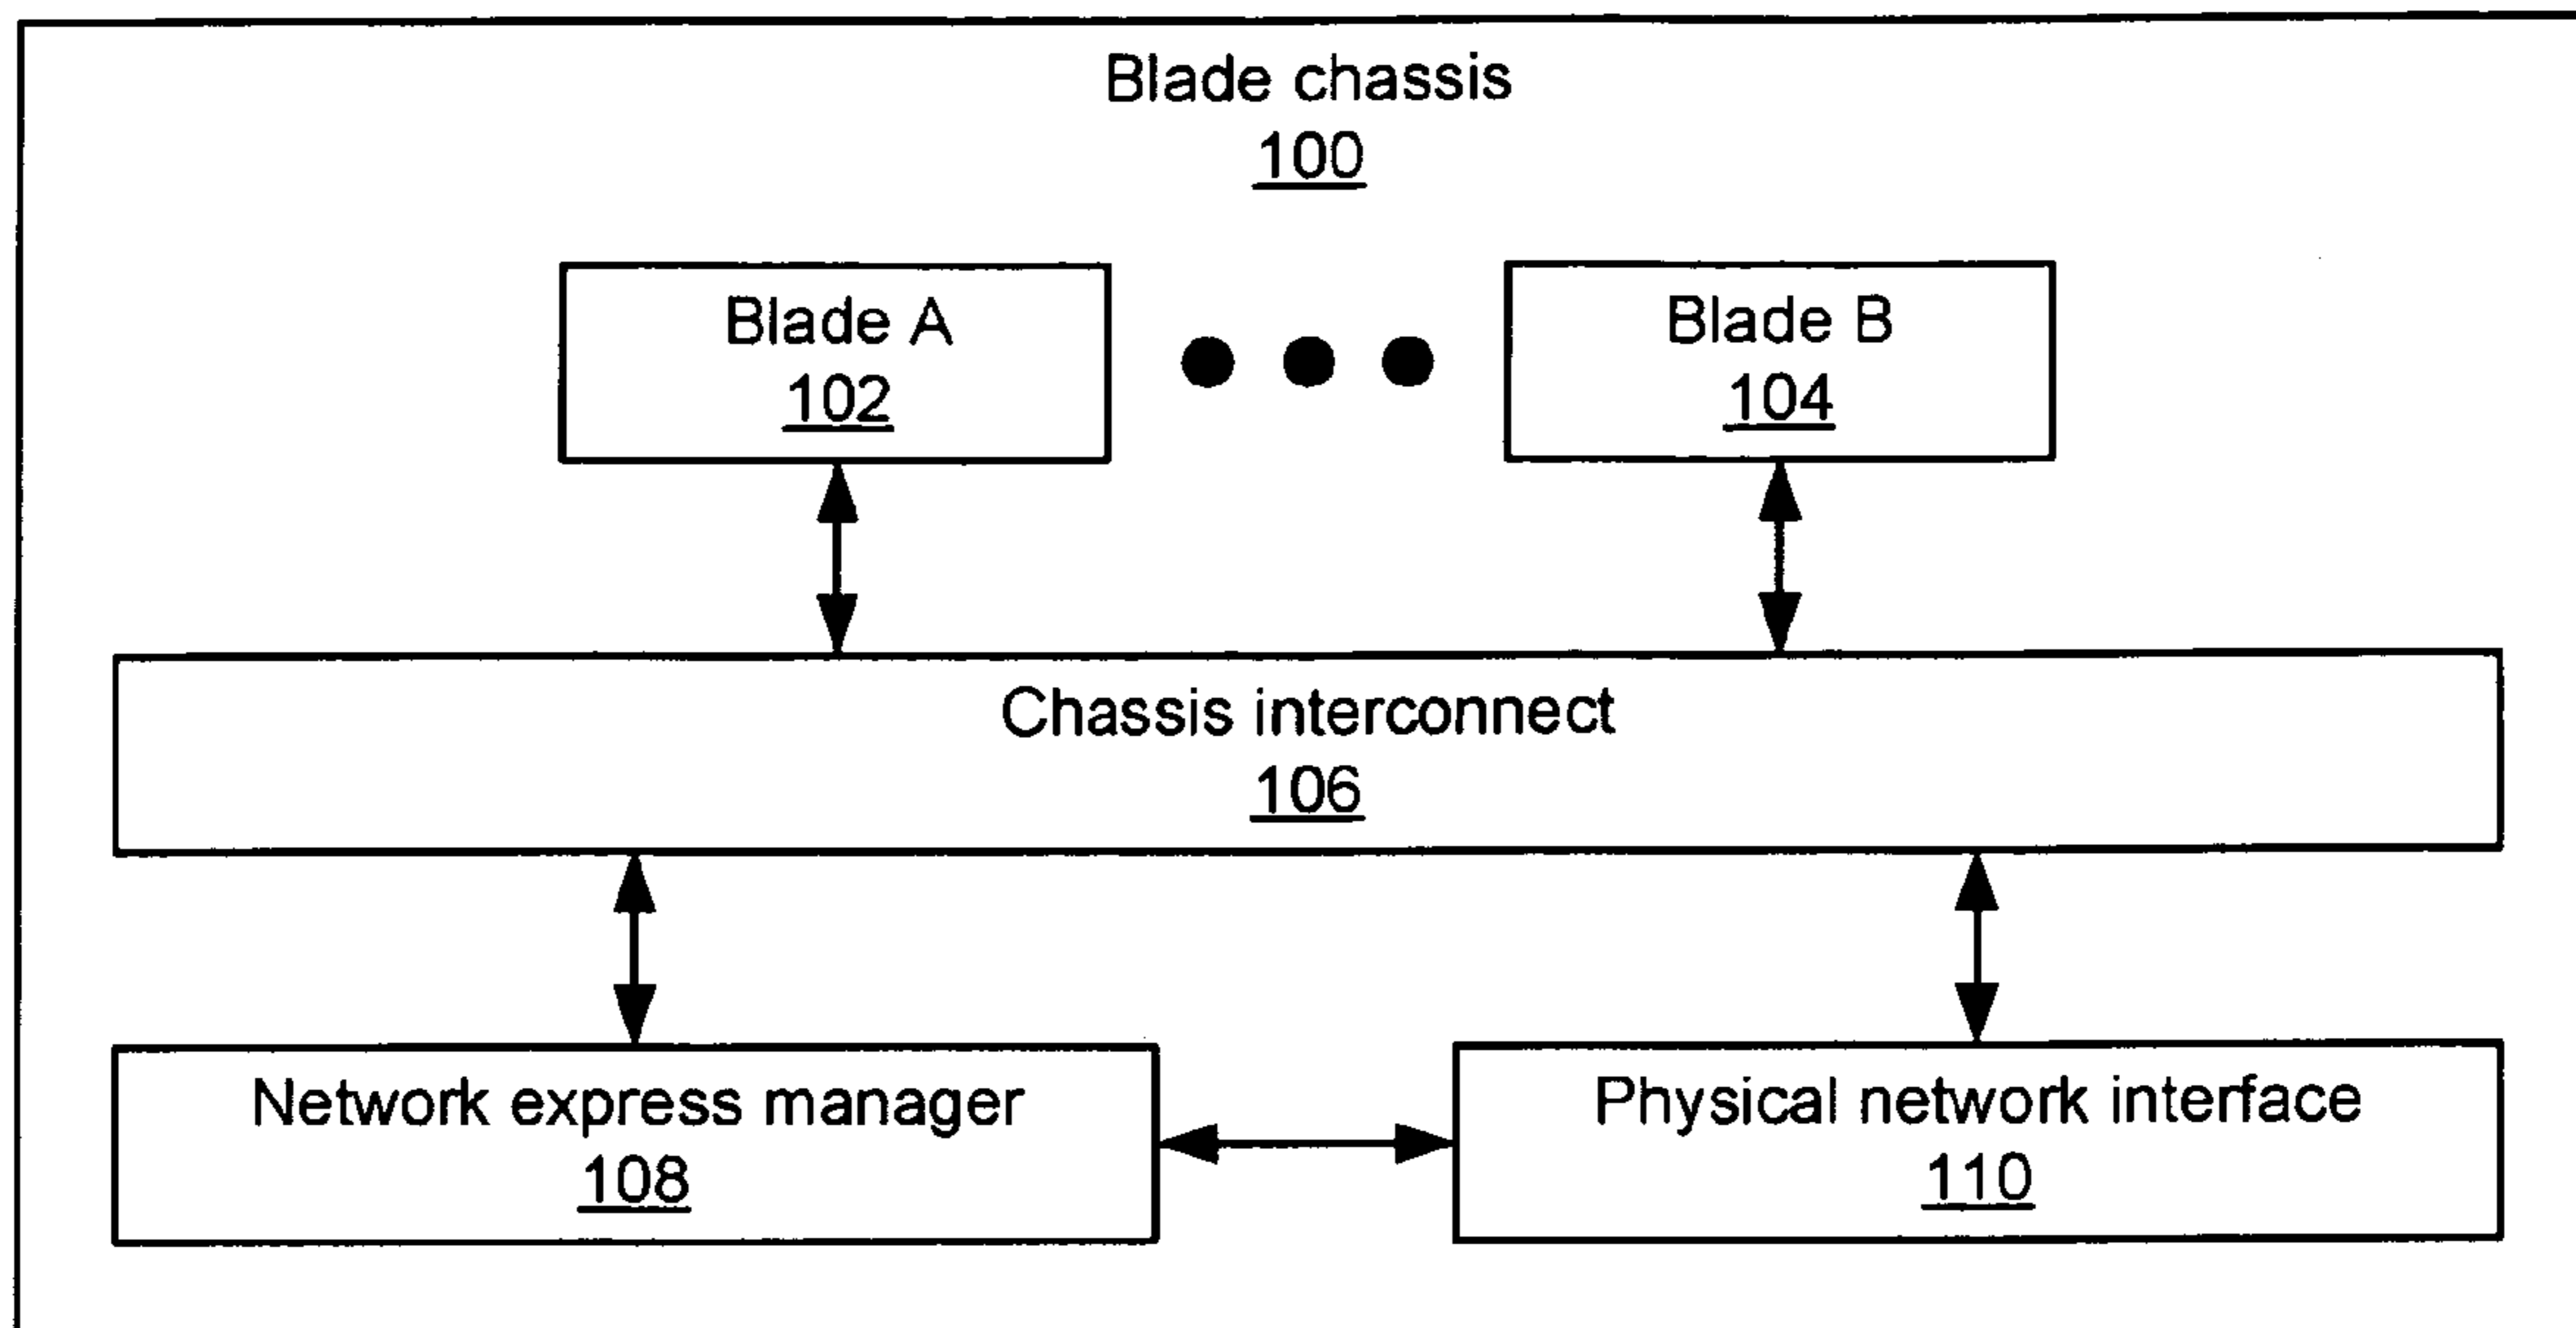 Blade chassis
100
Blade A
102
Blade B
104
Chassis interconnect
106
Network express manager
108
Physical network interface
110